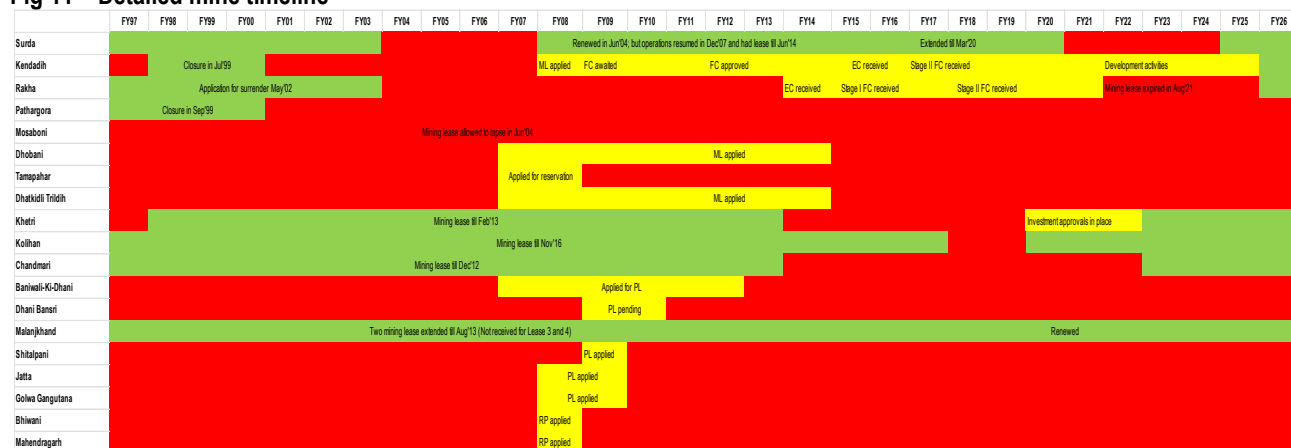 Fig 11 – Detailed mine timeline
FY97 FY98 FY99 FY00 FY01 FY02 FY03 FY04 FY05 FY06 FY07 FY08 FY09 FY10 FY11 FY12 FY13 FY14 FY15 FY16 FY17 FY18 FY19 FY20 FY21 FY22 FY23 FY24 FY25 FY26
Surda Renewed in Jun'04; but operations resumed in Dec'07 and had lease till Jun'14 Extended till Mar'20
Kendadih Closure in Jul'99 ML applied FC awaited FC approved EC received Stage II FC received Development activities
Rakha Application for surrender May'02 EC received Stage I FC received Stage II FC received Mining lease expired in Aug'21
Pathargora Closure in Sep'99
Mosaboni Mining lease allowed to lapse in Jun'04
Dhobani ML applied
Tamapahar Applied for reservation
Dhatkidli Trildih ML applied
Khetri Mining lease till Feb'13 Investment approvals in place
Kolihan Mining lease till Nov'16
Chandmari Mining lease till Dec'12
Baniwali-Ki-Dhani Applied for PL
Dhani Bansri PL pending
Malanjkhand Two mining lease extended till Aug'13 (Not received for Lease 3 and 4) Renewed
Shitalpani PL applied
Jatta PL applied
Golwa Gangutana PL applied
Bhiwani RP applied
Mahendragarh RP applied